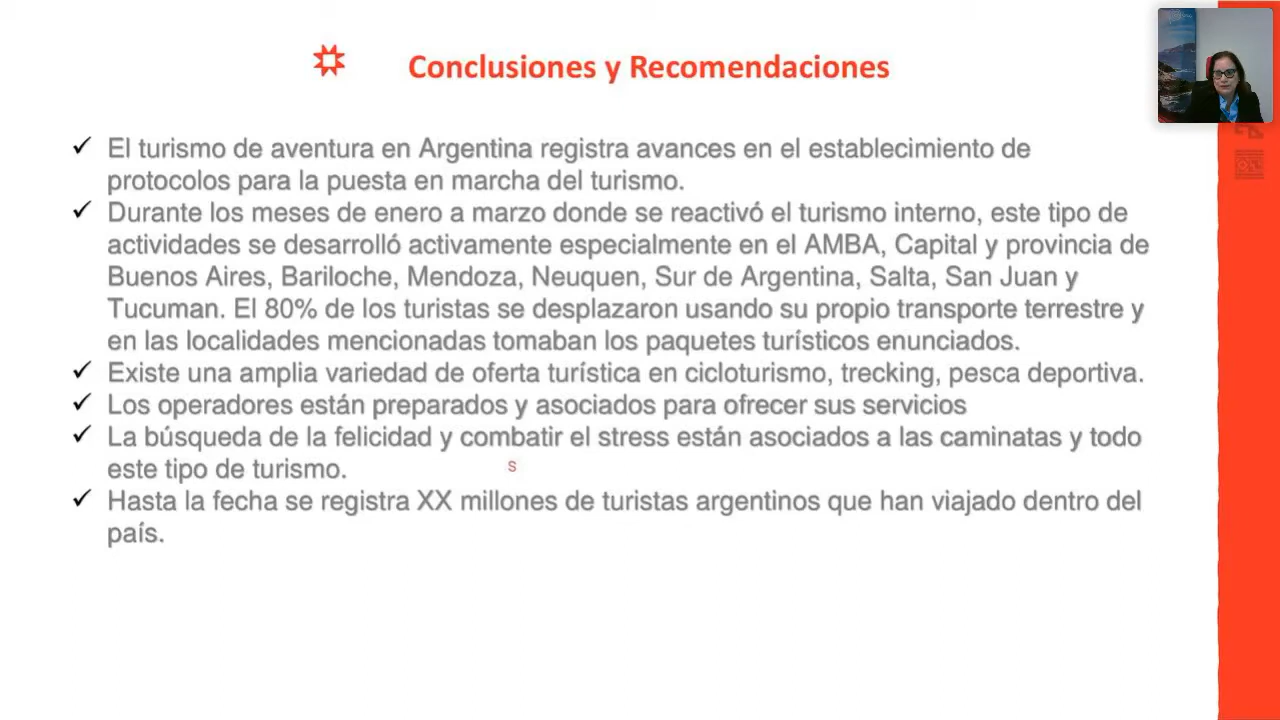 Conclusiones y Recomendaciones
✓ El turismo de aventura en Argentina registra avances en el establecimiento de
protocolos para la puesta en marcha del turismo.
✓ Durante los meses de enero a marzo donde se reactivó el turismo interno, este tipo de
actividades se desarrolló activamente especialmente en el AMBA, Capital y provincia de
Buenos Aires, Bariloche, Mendoza, Neuquen, Sur de Argentina, Salta, San Juan y
Tucuman. El 80% de los turistas se desplazaron usando su propio transporte terrestre y
en las localidades mencionadas tomaban los paquetes turísticos enunciados.
✓ Existe una amplia variedad de oferta turística en cicloturismo, trecking, pesca deportiva.
✓ Los operadores están preparados y asociados para ofrecer sus servicios
✓ La búsqueda de la felicidad y combatir el stress están asociados a las caminatas y todo
este tipo de turismo.
s
✓ Hasta la fecha se registra XX millones de turistas argentinos que han viajado dentro del
país.